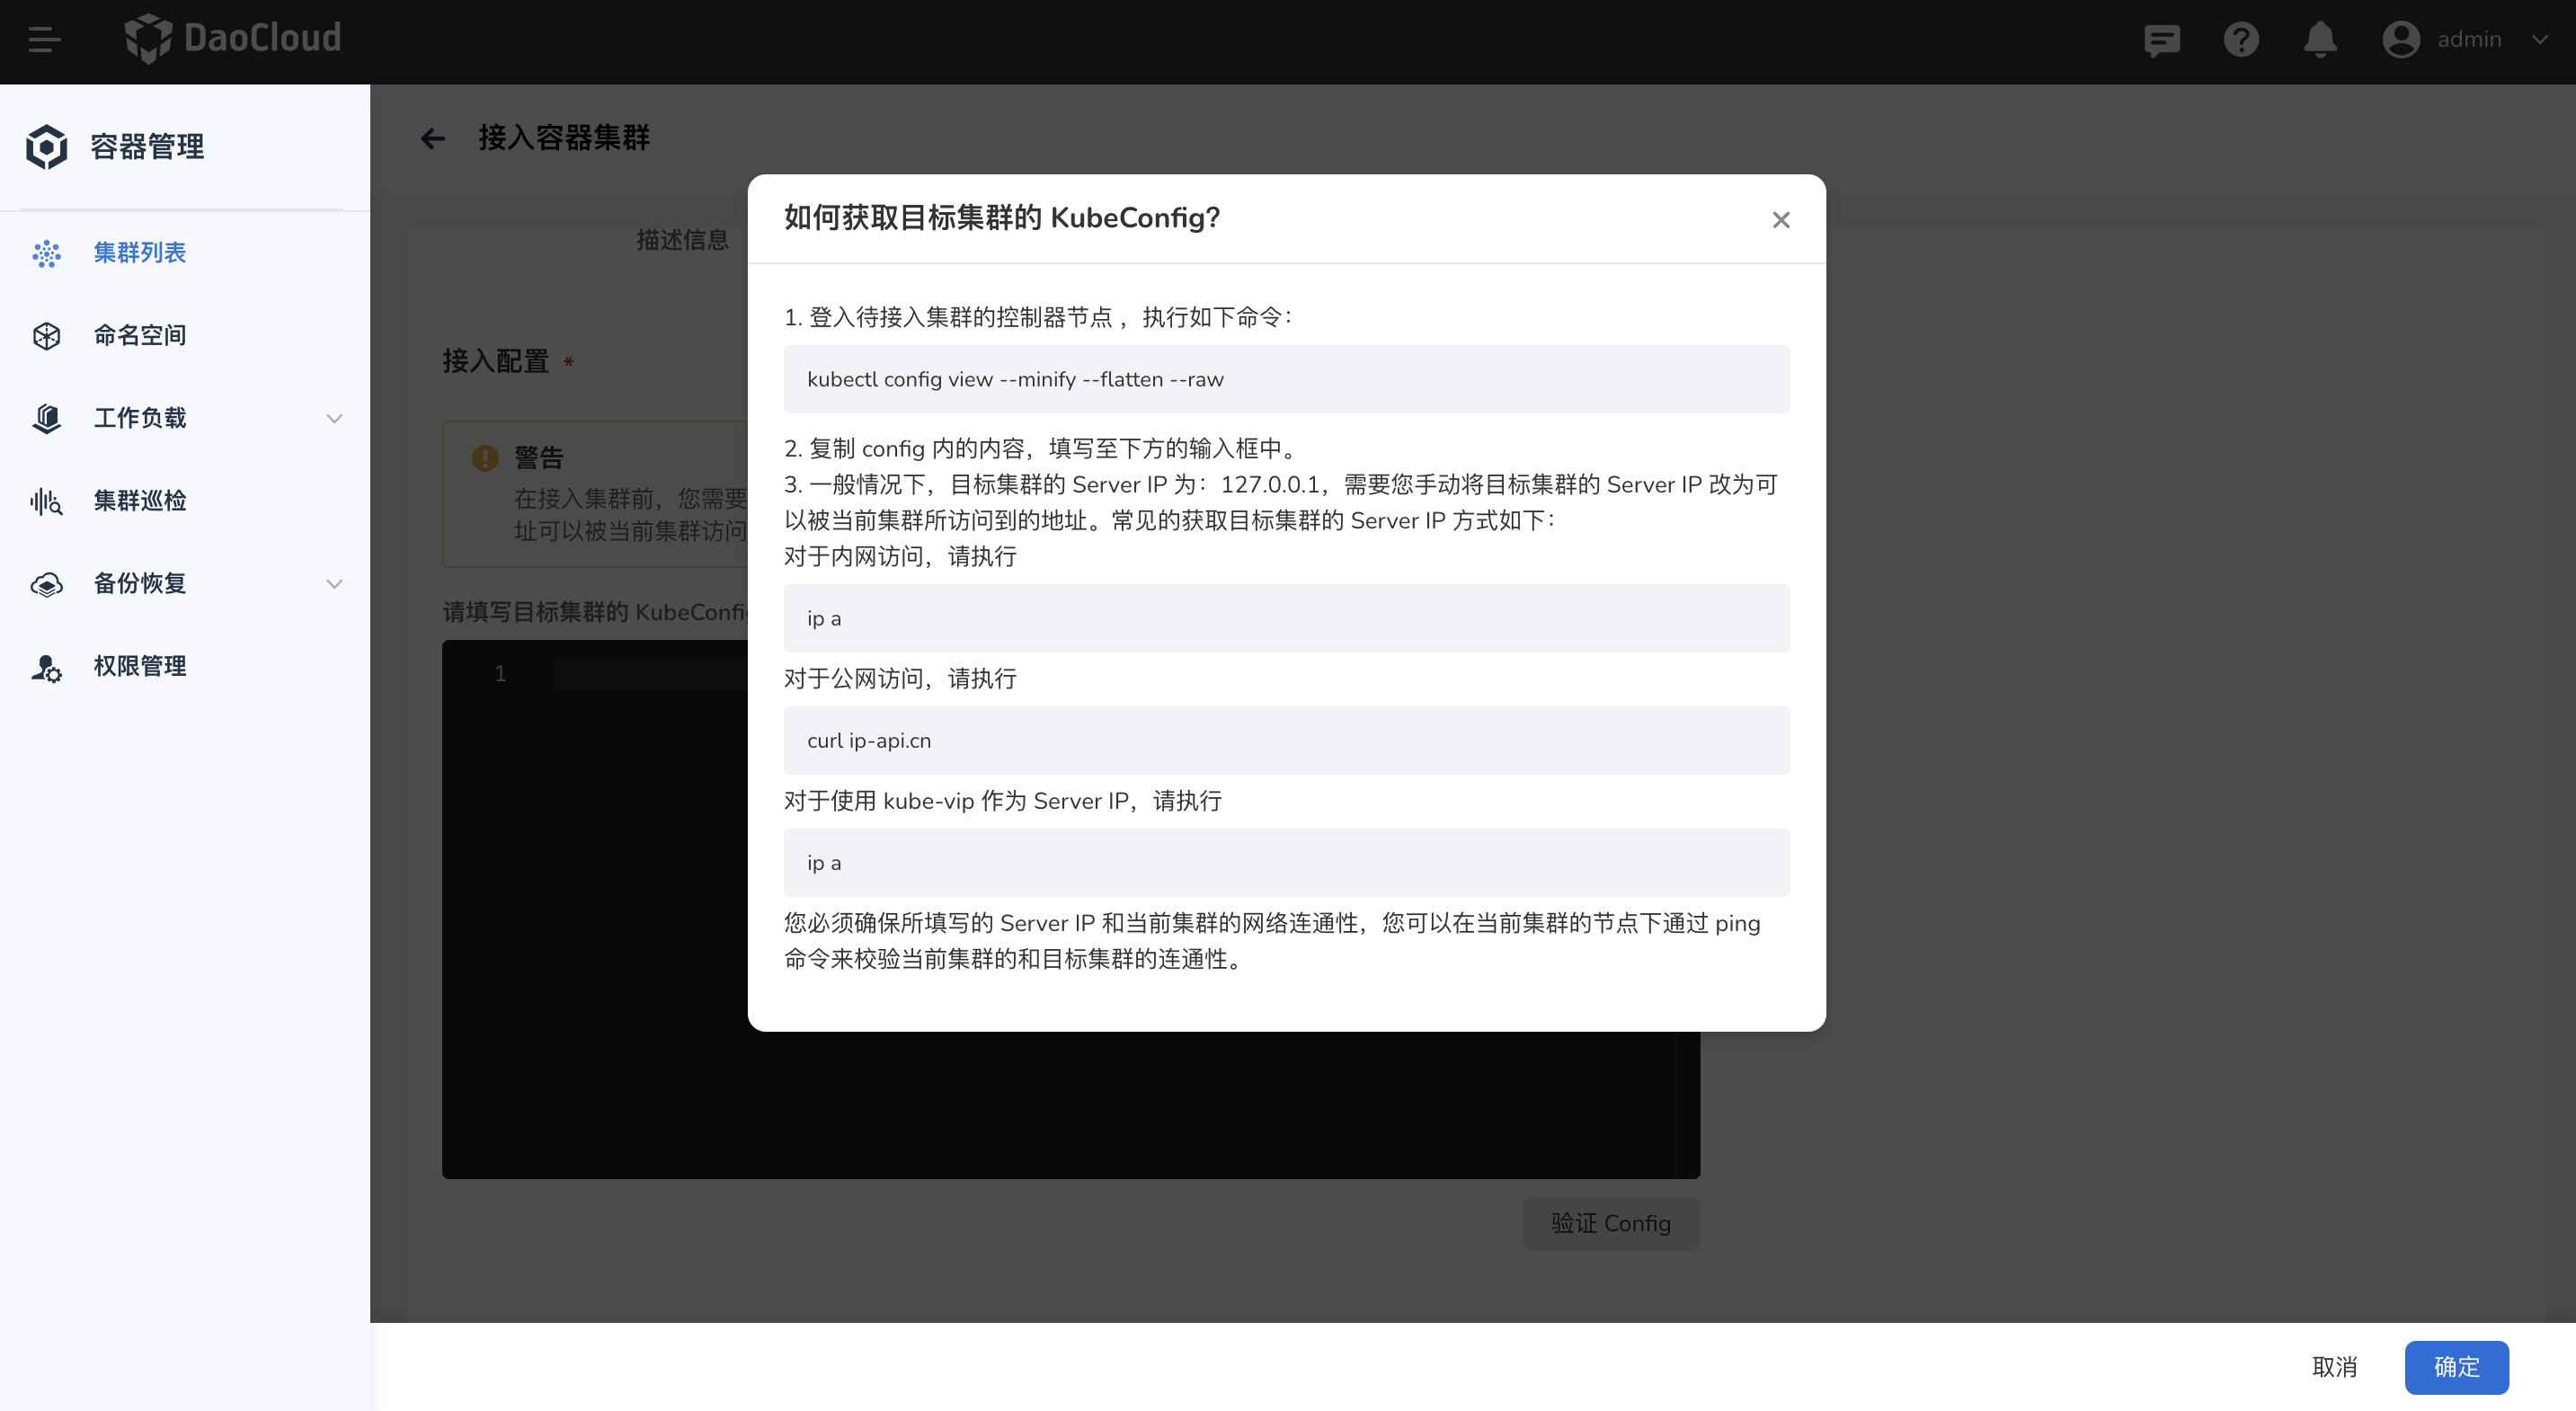 DaoCloud
admin
容器管理
集群列表
命名空间
工作负载
集群巡检
备份恢复
权限管理
接入容器集群
描述信息
接入配置 *
警告
在接入集群前，您需要
址可以被当前集群访问
请填写目标集群的 KubeConfig
1
如何获取目标集群的 KubeConfig?
1. 登入待接入集群的控制器节点 ，执行如下命令：
kubectl config view --minify --flatten --raw
2. 复制 config 内的内容，填写至下方的输入框中。
3. 一般情况下，目标集群的 Server IP 为：127.0.0.1，需要您手动将目标集群的 Server IP 改为可
以被当前集群所访问到的地址。常见的获取目标集群的 Server IP 方式如下：
对于内网访问，请执行
ip a
对于公网访问，请执行
curl ip-api.cn
对于使用 kube-vip 作为 Server IP，请执行
ip a
您必须确保所填写的 Server IP 和当前集群的网络连通性，您可以在当前集群的节点下通过 ping
命令来校验当前集群的和目标集群的连通性。
验证 Config
取消
确定